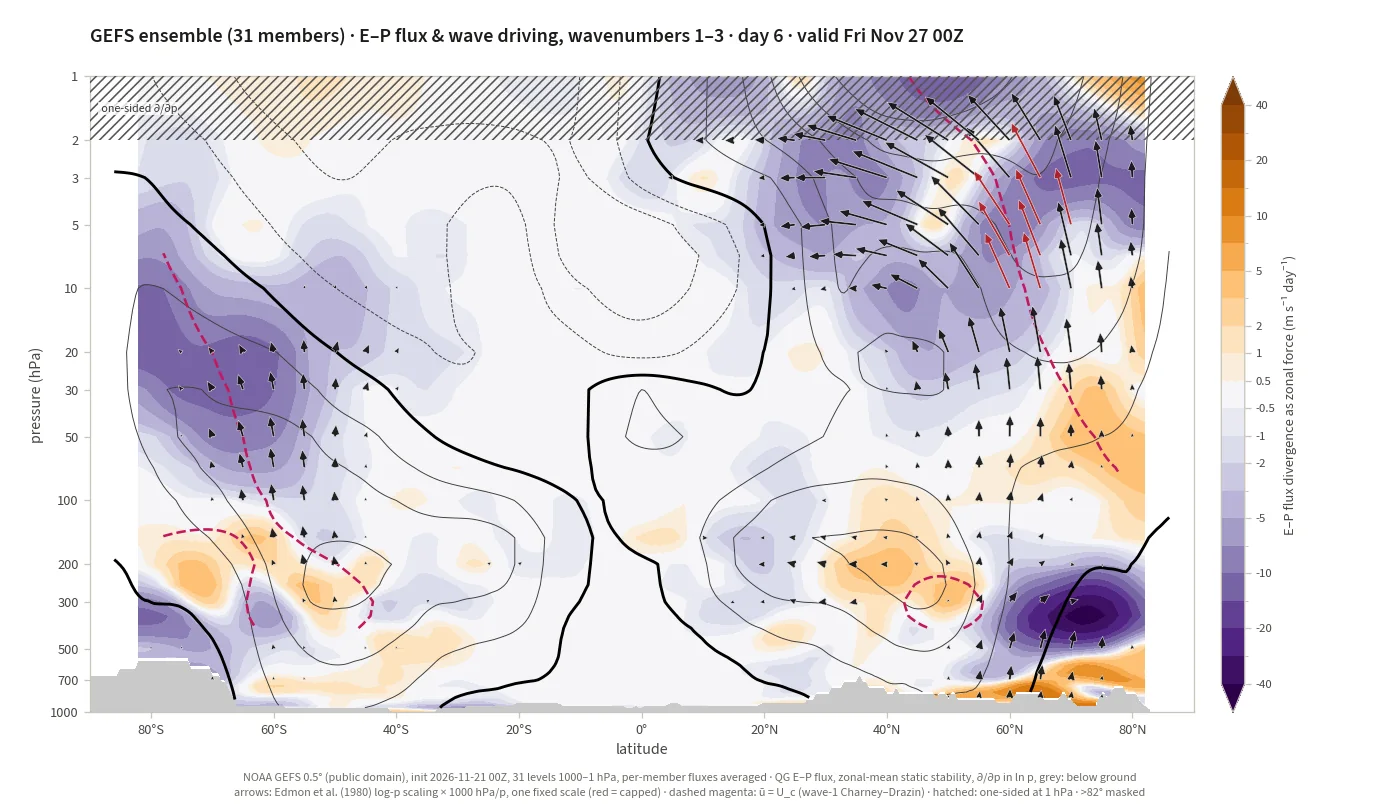 GEFS ensemble (31 members) · E–P flux & wave driving, wavenumbers 1–3 · day 6 · valid Fri Nov 27 00Z
one-sided ∂/∂p
1
2
3
5
10
20
30
50
100
200
300
500
700
1000
pressure (hPa)
80°S
60°S
40°S
20°S
0°
20°N
40°N
60°N
80°N
latitude
40
20
10
5
2
1
0.5
-0.5
-1
-2
-5
-10
-20
-40
E–P flux divergence as zonal force (m s⁻¹ day⁻¹)
NOAA GEFS 0.5° (public domain), init 2026-11-21 00Z, 31 levels 1000–1 hPa, per-member fluxes averaged · QG E–P flux, zonal-mean static stability, ∂/∂p in ln p, grey: below ground
arrows: Edmon et al. (1980) log-p scaling × 1000 hPa/p, one fixed scale (red = capped) · dashed magenta: ū = U_c (wave-1 Charney–Drazin) · hatched: one-sided at 1 hPa · >82° masked